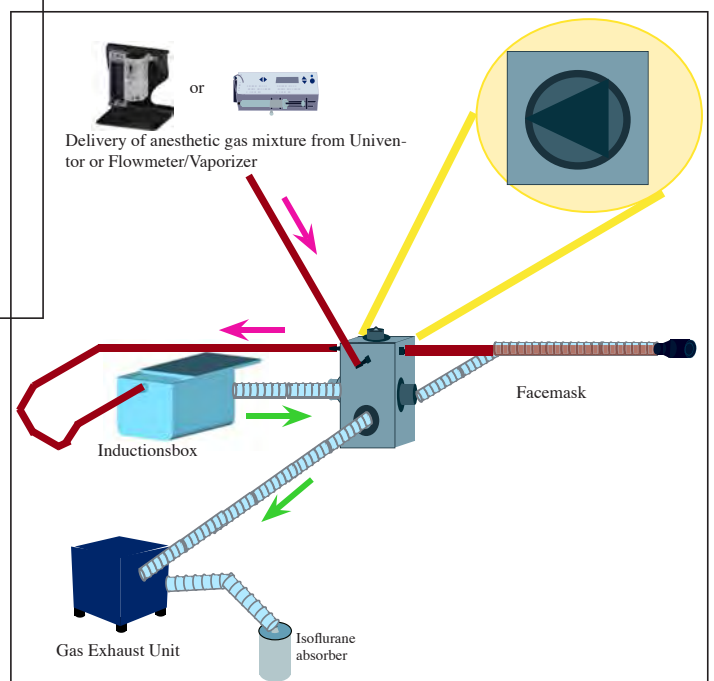 or
Delivery of anesthetic gas mixture from Univen-
tor or Flowmeter/Vaporizer
Facemask
Inductionsbox
Gas Exhaust Unit
Isoflurane
absorber